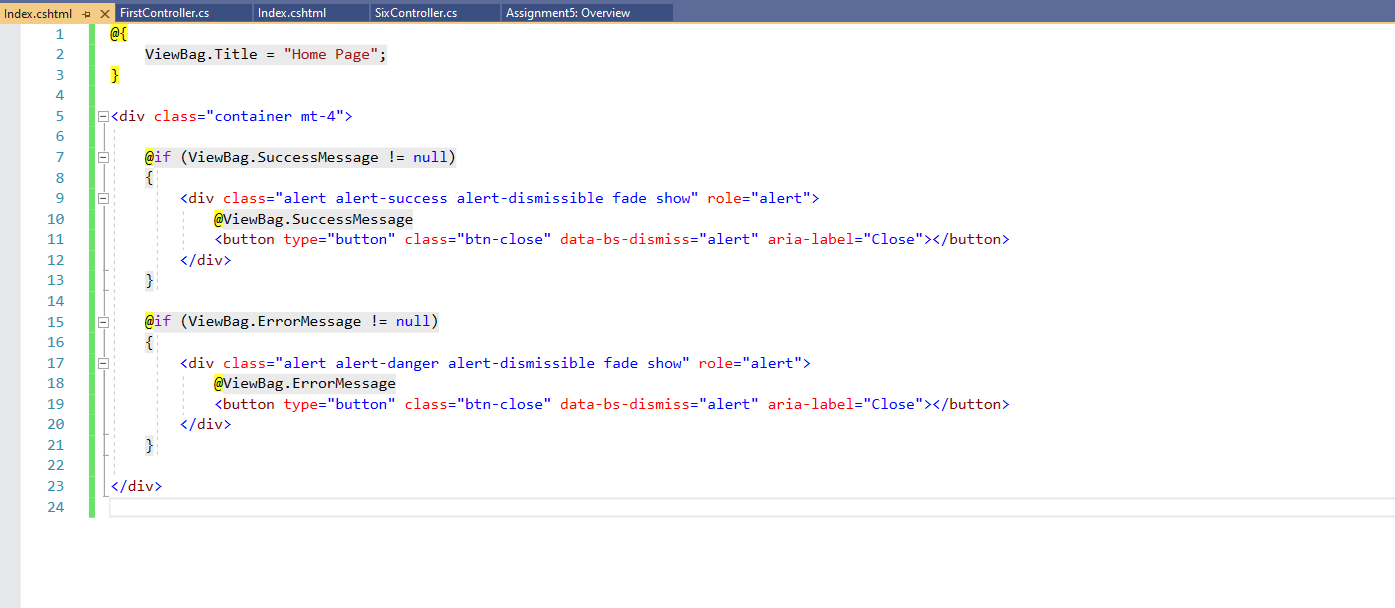 Index.cshtml FirstController.cs Index.cshtml SixController.cs Assignment5: Overview
1 @{
2 ViewBag.Title = "Home Page";
3 }
4
5 <div class="container mt-4">
6
7 @if (ViewBag.SuccessMessage != null)
8 {
9 <div class="alert alert-success alert-dismissible fade show" role="alert">
10 @ViewBag.SuccessMessage
11 <button type="button" class="btn-close" data-bs-dismiss="alert" aria-label="Close"></button>
12 </div>
13 }
14
15 @if (ViewBag.ErrorMessage != null)
16 {
17 <div class="alert alert-danger alert-dismissible fade show" role="alert">
18 @ViewBag.ErrorMessage
19 <button type="button" class="btn-close" data-bs-dismiss="alert" aria-label="Close"></button>
20 </div>
21 }
22
23 </div>
24